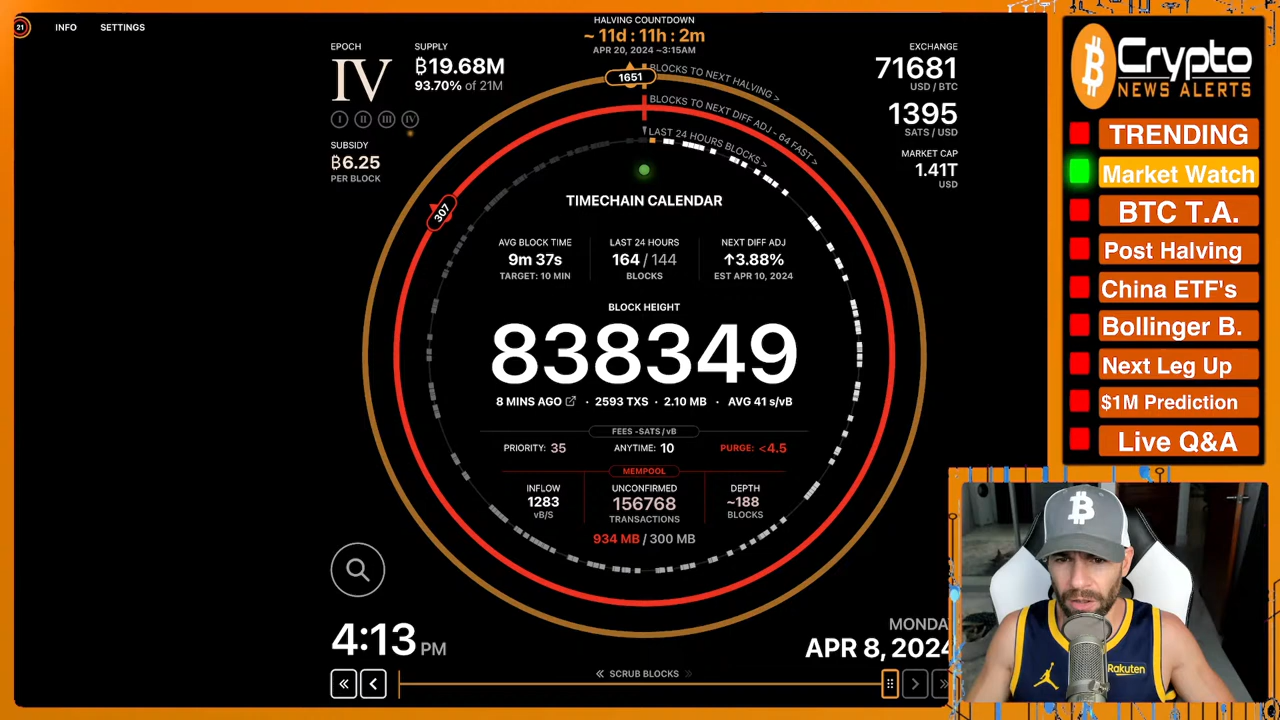 21
INFO
SETTINGS
HALVING COUNTDOWN
~ 11d : 11h : 2m
APR 20, 2024 ~3:15AM
EPOCH
IV
I II III IV
SUPPLY
₿19.68M
93.70% of 21M
SUBSIDY
₿6.25
PER BLOCK
EXCHANGE
71681
USD / BTC
1395
SATS / USD
MARKET CAP
1.41T
USD
1651
BLOCKS TO NEXT HALVING >
BLOCKS TO NEXT DIFF ADJ - 64 FAST >
LAST 24 HOURS BLOCKS >
307
TIMECHAIN CALENDAR
AVG BLOCK TIME
9m 37s
TARGET: 10 MIN
LAST 24 HOURS
164 / 144
BLOCKS
NEXT DIFF ADJ
↑3.88%
EST APR 10, 2024
BLOCK HEIGHT
838349
8 MINS AGO · 2593 TXS · 2.10 MB · AVG 41 s/vB
FEES -SATS / vB
PRIORITY: 35
ANYTIME: 10
PURGE: <4.5
MEMPOOL
INFLOW
1283
vB/S
UNCONFIRMED
156768
TRANSACTIONS
DEPTH
~188
BLOCKS
934 MB / 300 MB
4:13 PM
MONDA
APR 8, 2024
« SCRUB BLOCKS »
Crypto
NEWS ALERTS
TRENDING
Market Watch
BTC T.A.
Post Halving
China ETF's
Bollinger B.
Next Leg Up
$1M Prediction
Live Q&A
Rakuten